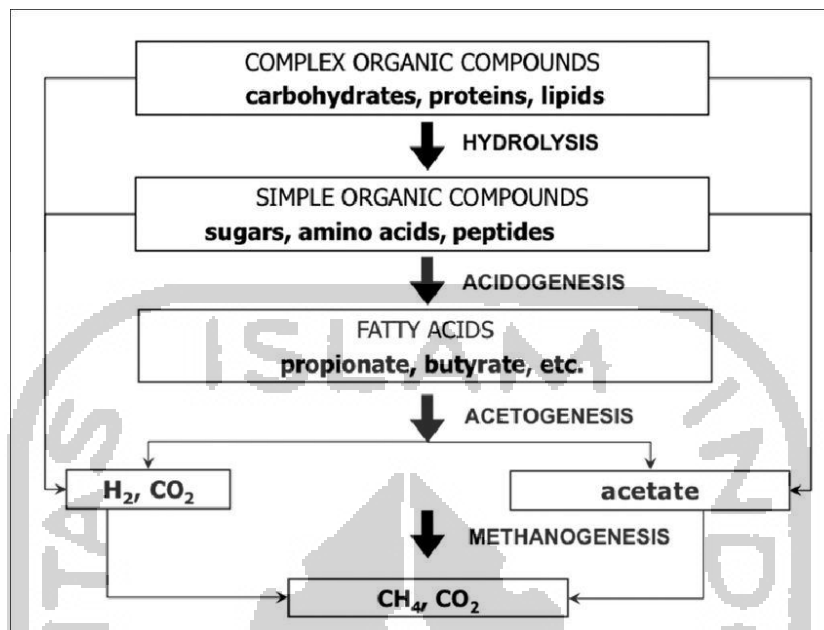 COMPLEX ORGANIC COMPOUNDS
carbohydrates, proteins, lipids
HYDROLYSIS
SIMPLE ORGANIC COMPOUNDS
sugars, amino acids, peptides
ACIDOGENESIS
FATTY ACIDS
propionate, butyrate, etc.
ACETOGENESIS
H₂, CO₂
acetate
METHANOGENESIS
CH₄, CO₂
ISLAM